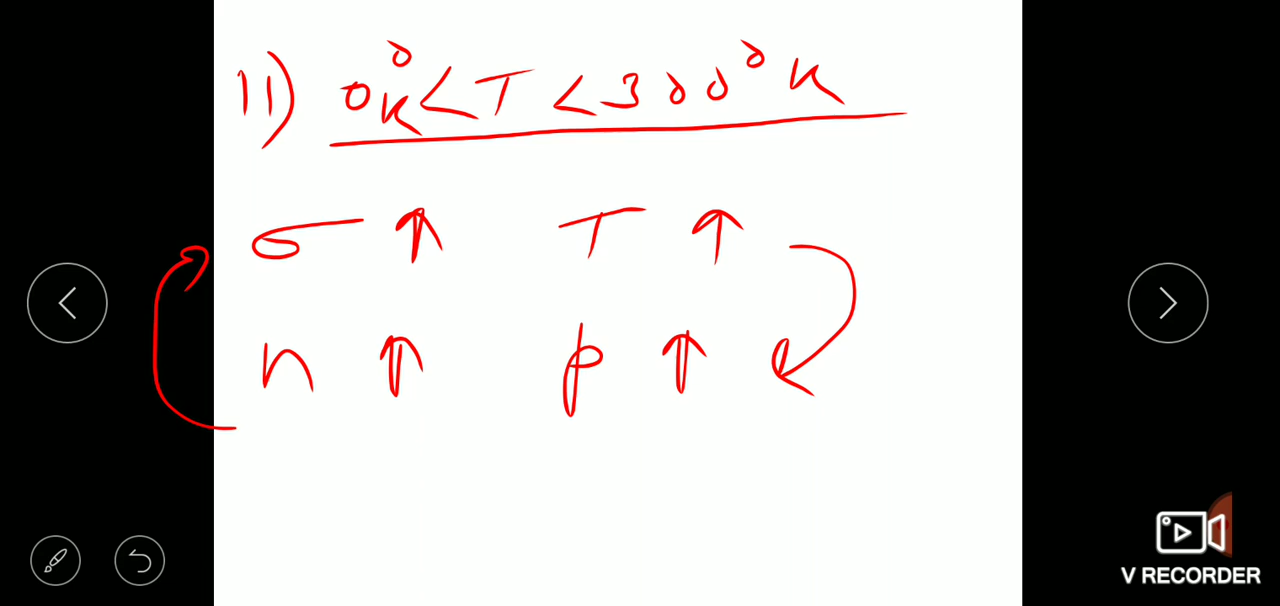 11) 0°K < T < 300°K
σ ↑ T ↑
n ↑ p ↑
V RECORDER